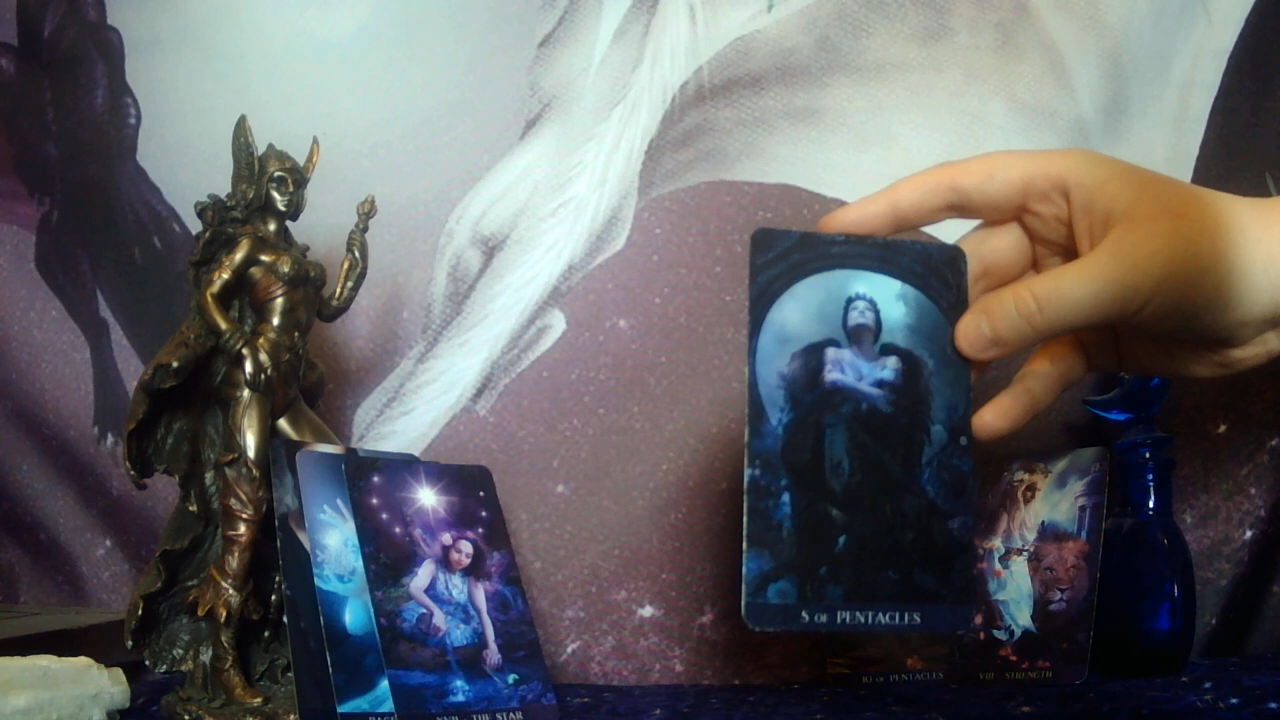 5 OF PENTACLES
10 OF PENTACLES
VIII - STRENGTH
XVII - THE STAR